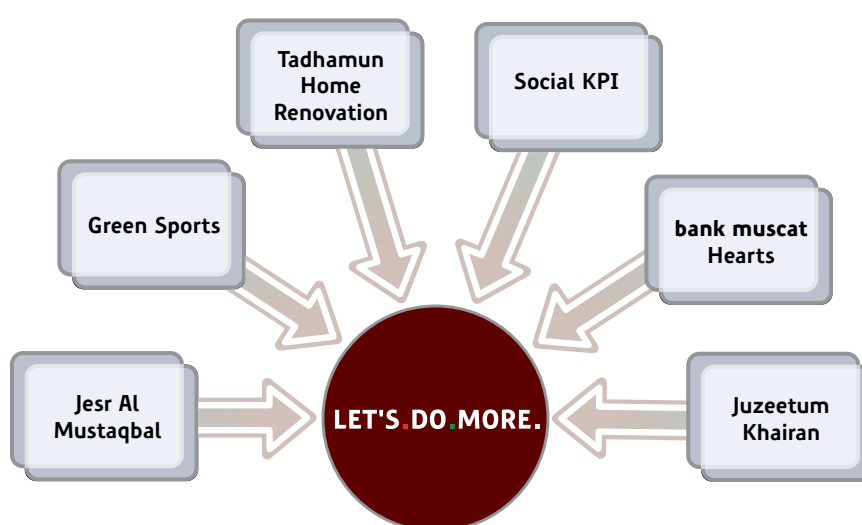 Tadhamun
Home
Renovation
Social KPI
Green Sports
bank muscat
Hearts
Jesr Al
Mustaqbal
LET'S.DO.MORE.
Juzeetum
Khairan